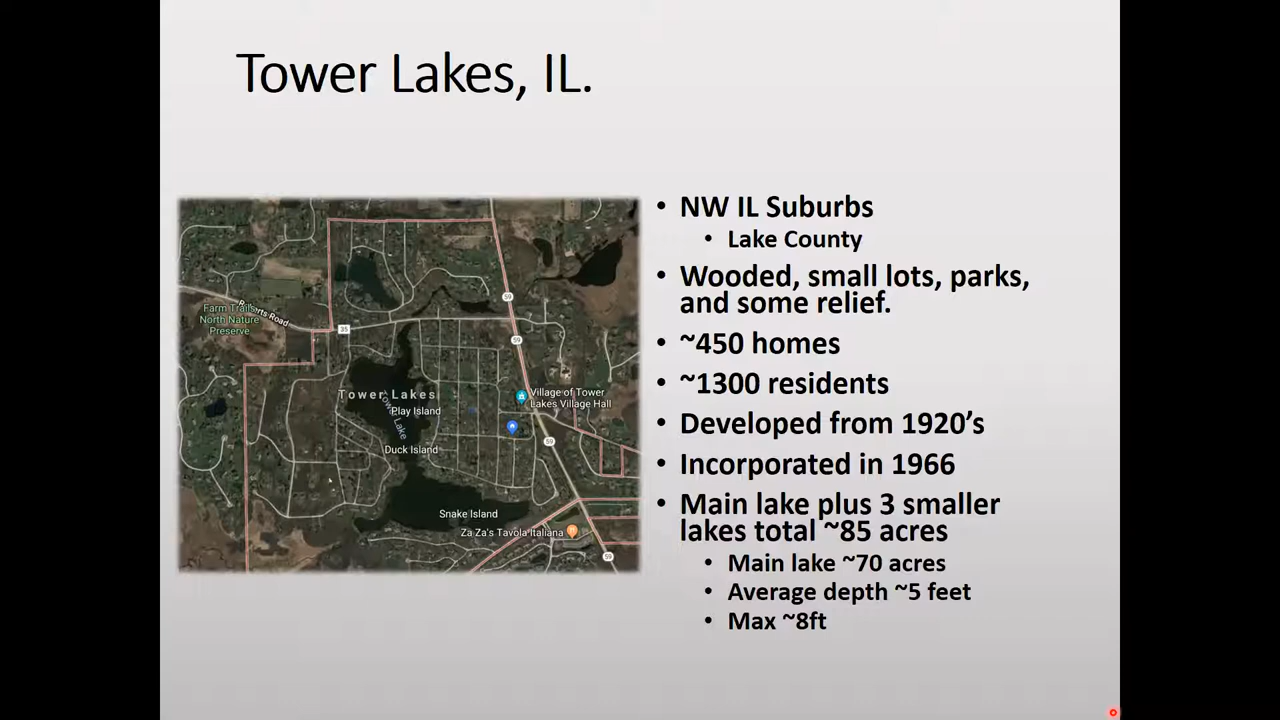 Tower Lakes, IL.
• NW IL Suburbs
• Lake County
• Wooded, small lots, parks,
and some relief.
• ~450 homes
• ~1300 residents
• Developed from 1920's
• Incorporated in 1966
• Main lake plus 3 smaller
lakes total ~85 acres
• Main lake ~70 acres
• Average depth ~5 feet
• Max ~8ft
59
Farm Trails
North Nature
Preserve
35
59
Tower Lakes
Tower Lake
Play Island
Village of Tower
Lakes Village Hall
Duck Island
59
Snake Island
Za Za's Tavola Italiana
59